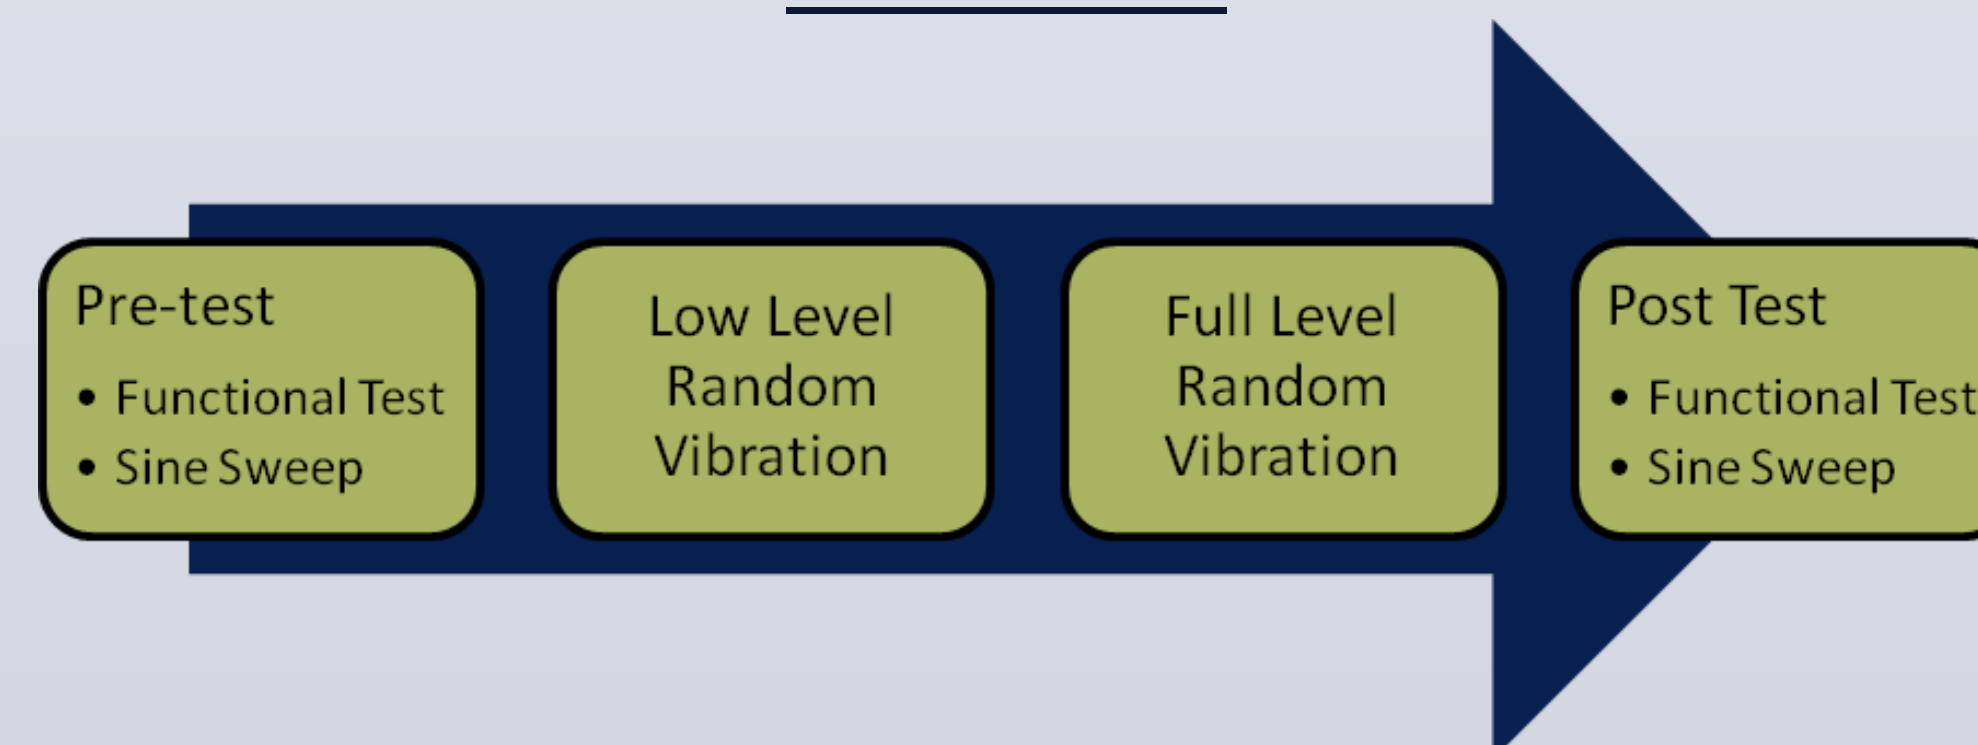 Pre-test
• Functional Test
• Sine Sweep
Low Level
Random
Vibration
Full Level
Random
Vibration
Post Test
• Functional Test
• Sine Sweep